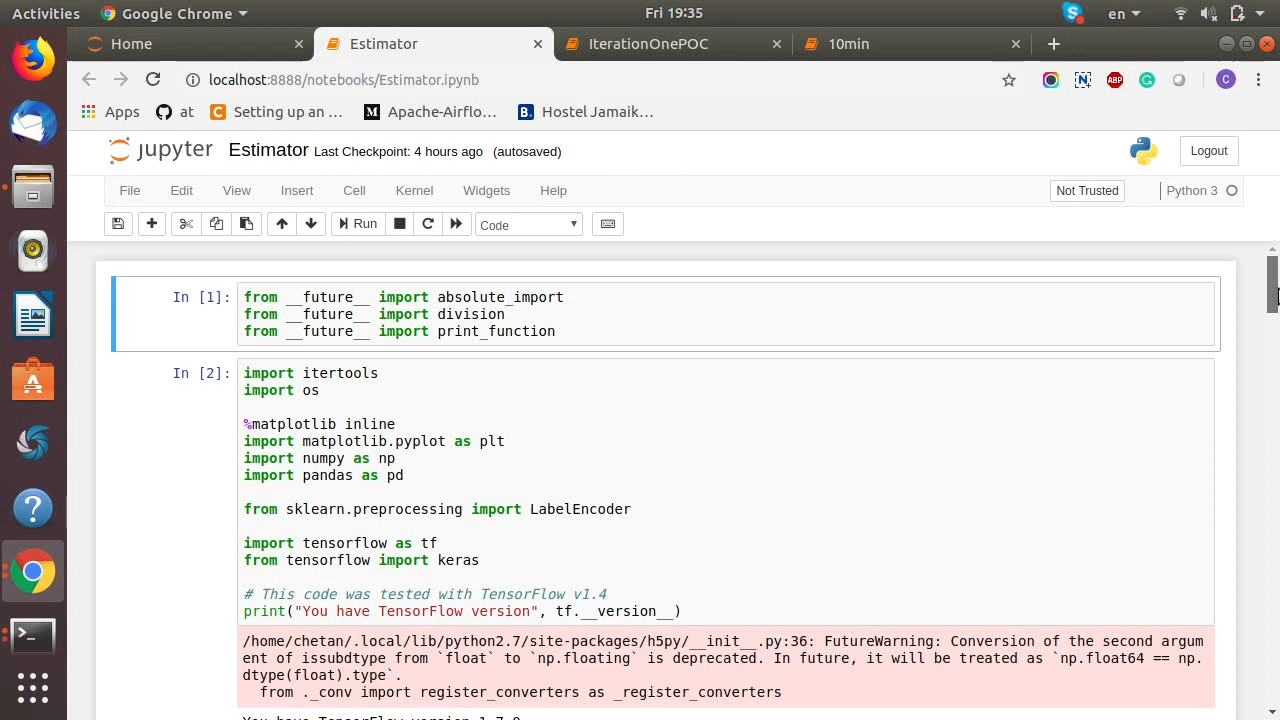 Activities Google Chrome Fri 19:35 en
Home Estimator IterationOnePOC 10min
localhost:8888/notebooks/Estimator.ipynb ABP C
Apps at Setting up an … Apache-Airflo… Hostel Jamaik…
jupyter Estimator Last Checkpoint: 4 hours ago (autosaved) Logout
File Edit View Insert Cell Kernel Widgets Help Not Trusted Python 3
Run Code
In [1]: from __future__ import absolute_import
from __future__ import division
from __future__ import print_function
In [2]: import itertools
import os
%matplotlib inline
import matplotlib.pyplot as plt
import numpy as np
import pandas as pd
from sklearn.preprocessing import LabelEncoder
import tensorflow as tf
from tensorflow import keras
# This code was tested with TensorFlow v1.4
print("You have TensorFlow version", tf.__version__)
/home/chetan/.local/lib/python2.7/site-packages/h5py/__init__.py:36: FutureWarning: Conversion of the second argum
ent of issubdtype from `float` to `np.floating` is deprecated. In future, it will be treated as `np.float64 == np.
dtype(float).type`.
from ._conv import register_converters as _register_converters
You have TensorFlow version 1.7.0